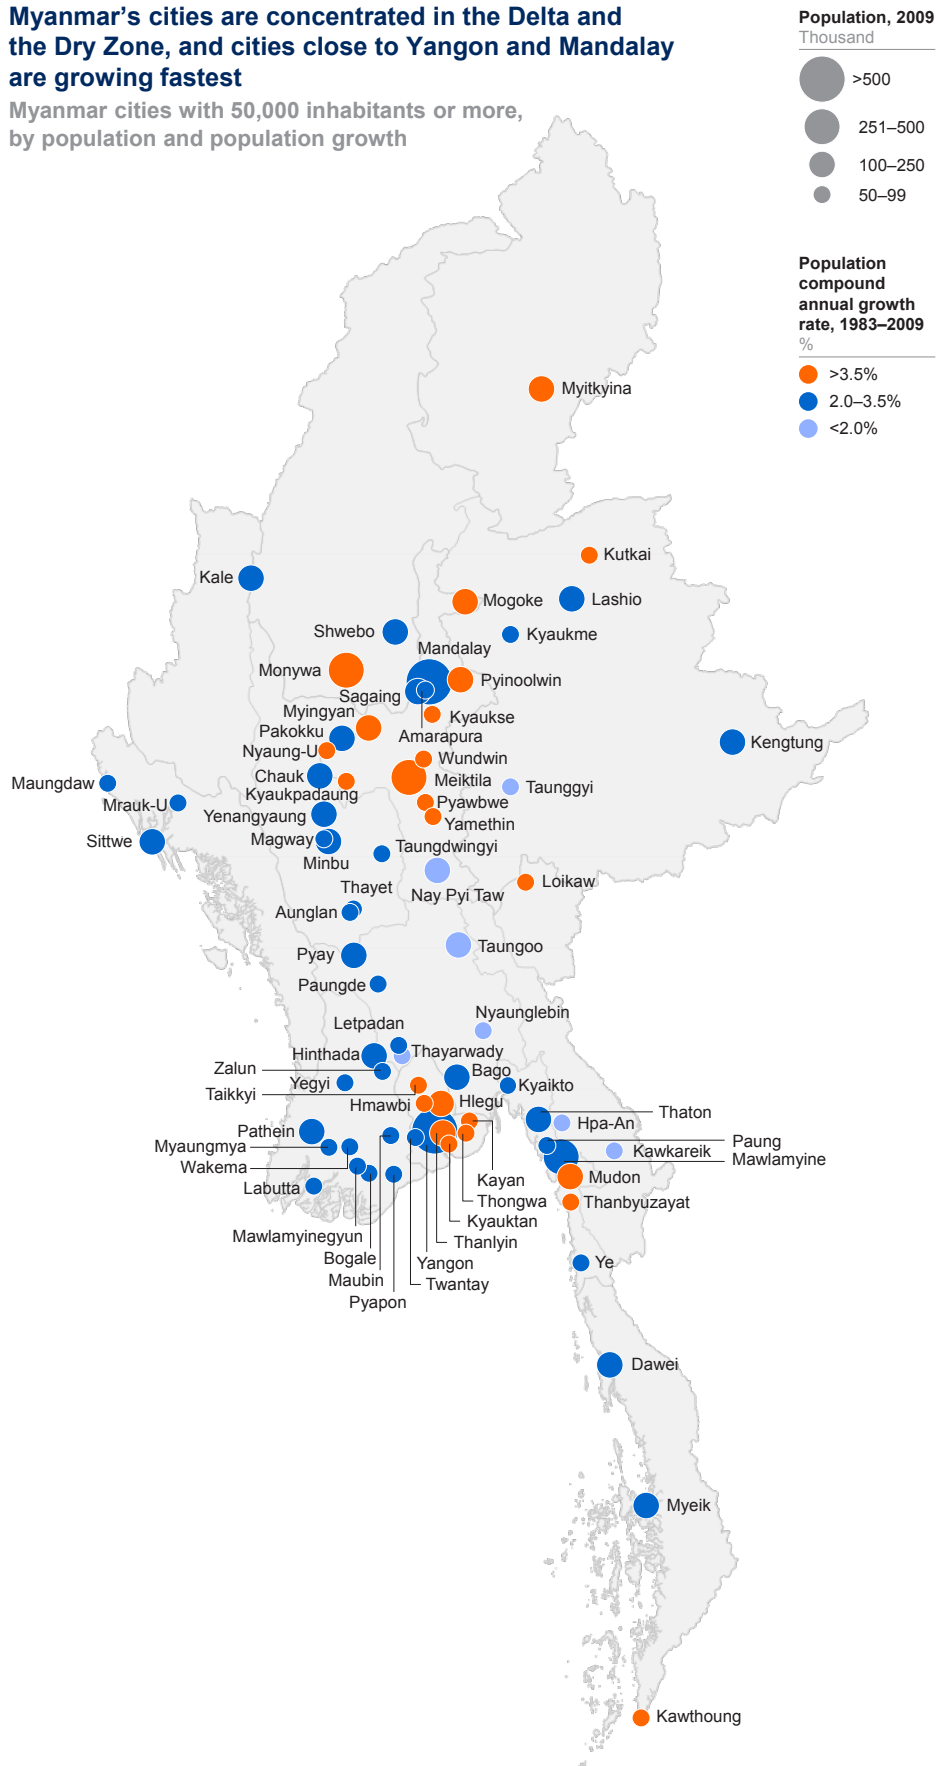 Myanmar’s cities are concentrated in the Delta and
the Dry Zone, and cities close to Yangon and Mandalay
are growing fastest
Myanmar cities with 50,000 inhabitants or more,
by population and population growth
Population, 2009
Thousand
>500
251–500
100–250
50–99
Population
compound
annual growth
rate, 1983–2009
%
>3.5%
2.0–3.5%
<2.0%
Myitkyina
Kutkai
Kale
Mogoke
Lashio
Shwebo
Kyaukme
Mandalay
Monywa
Pyinoolwin
Sagaing
Myingyan
Kyaukse
Pakokku
Amarapura
Kengtung
Nyaung-U
Wundwin
Chauk
Meiktila
Maungdaw
Taunggyi
Kyaukpadaung
Mrauk-U
Pyawbwe
Yenangyaung
Yamethin
Sittwe
Magway
Taungdwingyi
Minbu
Loikaw
Thayet
Nay Pyi Taw
Aunglan
Taungoo
Pyay
Paungde
Nyaunglebin
Letpadan
Hinthada
Thayarwady
Zalun
Bago
Yegyi
Kyaikto
Taikkyi
Hlegu
Hmawbi
Thaton
Hpa-An
Pathein
Paung
Myaungmya
Kawkareik
Mawlamyine
Wakema
Mudon
Kayan
Labutta
Thongwa
Thanbyuzayat
Kyauktan
Mawlamyinegyun
Thanlyin
Bogale
Yangon
Ye
Maubin
Twantay
Pyapon
Dawei
Myeik
Kawthoung